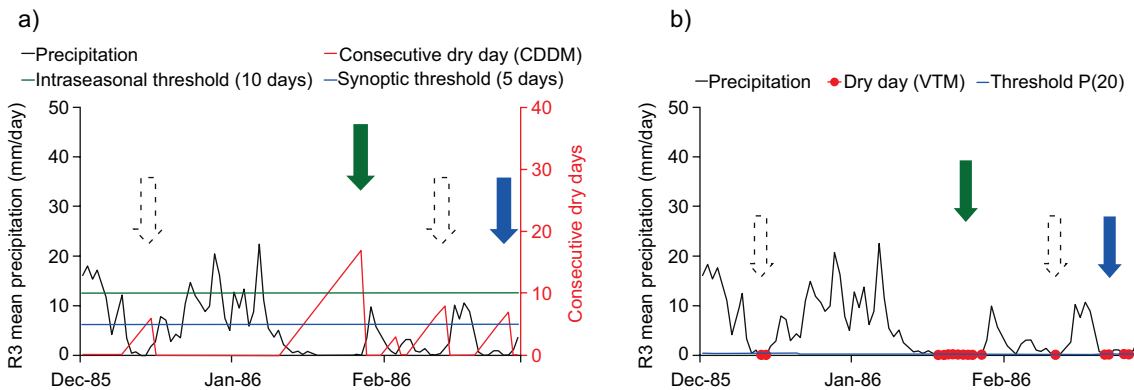 a)
Precipitation
Consecutive dry day (CDDM)
Intraseasonal threshold (10 days)
Synoptic threshold (5 days)
R3 mean precipitation (mm/day)
50
40
30
20
10
0
40
30
20
10
0
Consecutive dry days
Dec-85
Jan-86
Feb-86
b)
Precipitation
Dry day (VTM)
Threshold P(20)
R3 mean precipitation (mm/day)
50
40
30
20
10
0
Dec-85
Jan-86
Feb-86